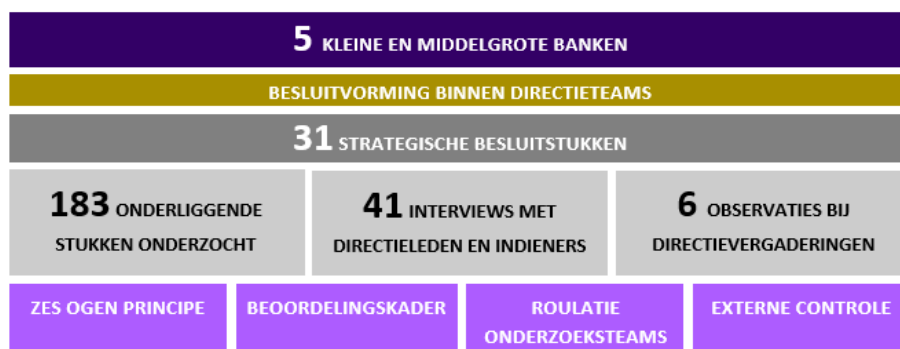 5 KLEINE EN MIDDELGROTE BANKEN
BESLUITVORMING BINNEN DIRECTIETEAMS
31 STRATEGISCHE BESLUITSTUKKEN
183 ONDERLIGGENDE
STUKKEN ONDERZOCHT
41 INTERVIEWS MET
DIRECTIELEDEN EN INDIENERS
6 OBSERVATIES BIJ
DIRECTIEVERGADERINGEN
ZES OGEN PRINCIPE
BEOORDELINGSKADER
ROULATIE
ONDERZOEKSTEAMS
EXTERNE CONTROLE